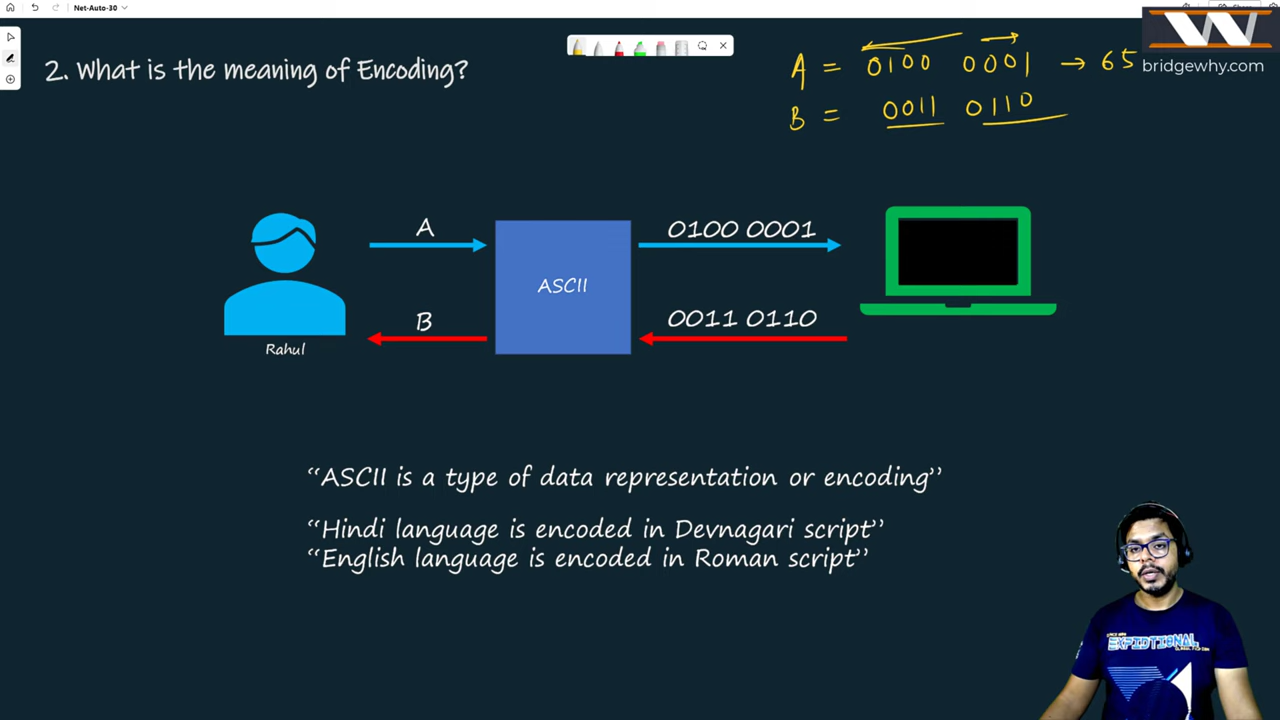 Net-Auto-30
Share
2. What is the meaning of Encoding?
A = 0100 0001 → 65
B = 0011 0110
W
bridgewhy.com
A
0100 0001
ASCII
B
0011 0110
Rahul
“ASCII is a type of data representation or encoding”
“Hindi language is encoded in Devnagari script”
“English language is encoded in Roman script”
EXPIDTIONAL